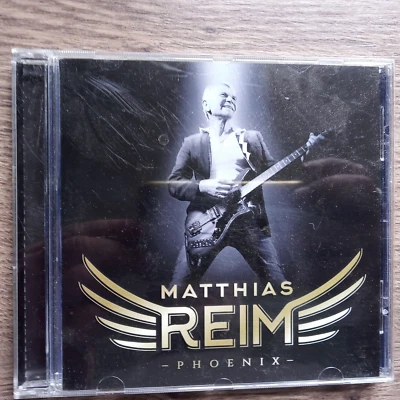 MATTHIAS
REIM
- PHOENIX -